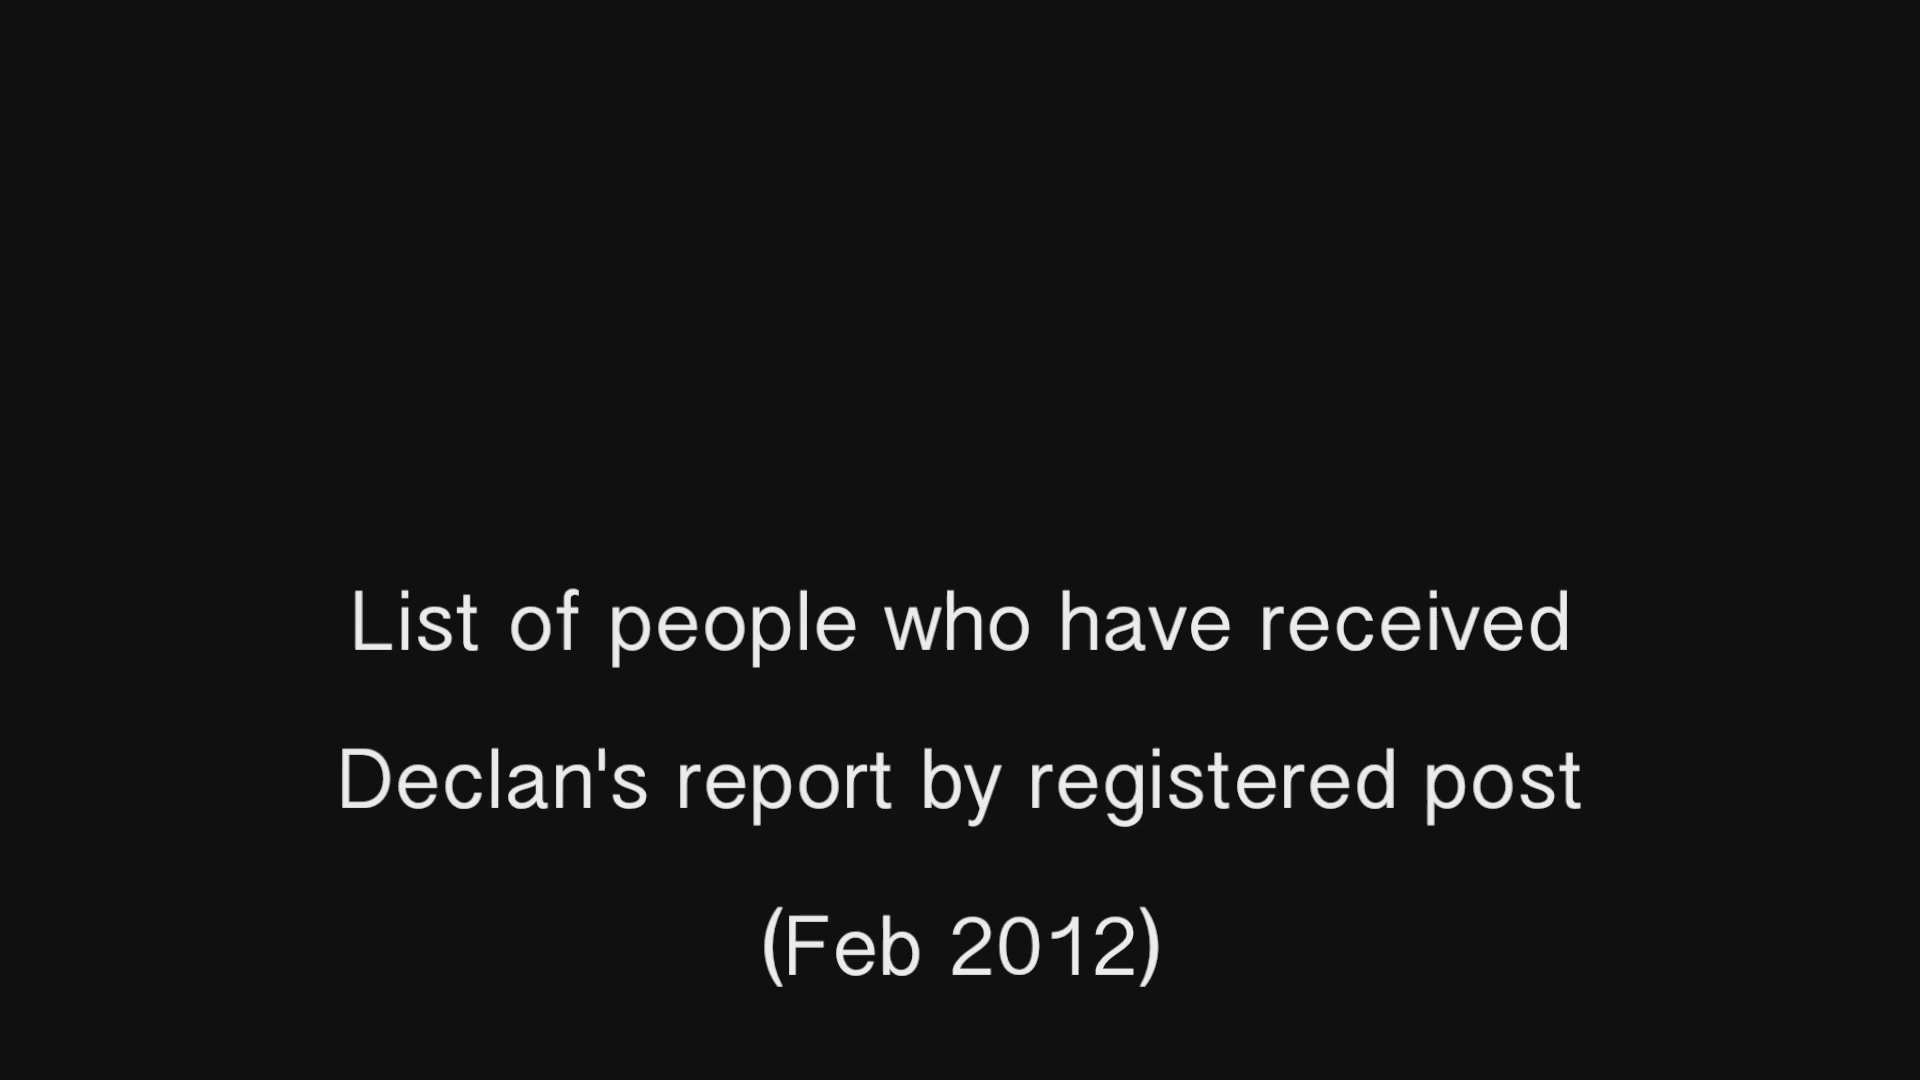 List of people who have received
Declan's report by registered post
(Feb 2012)